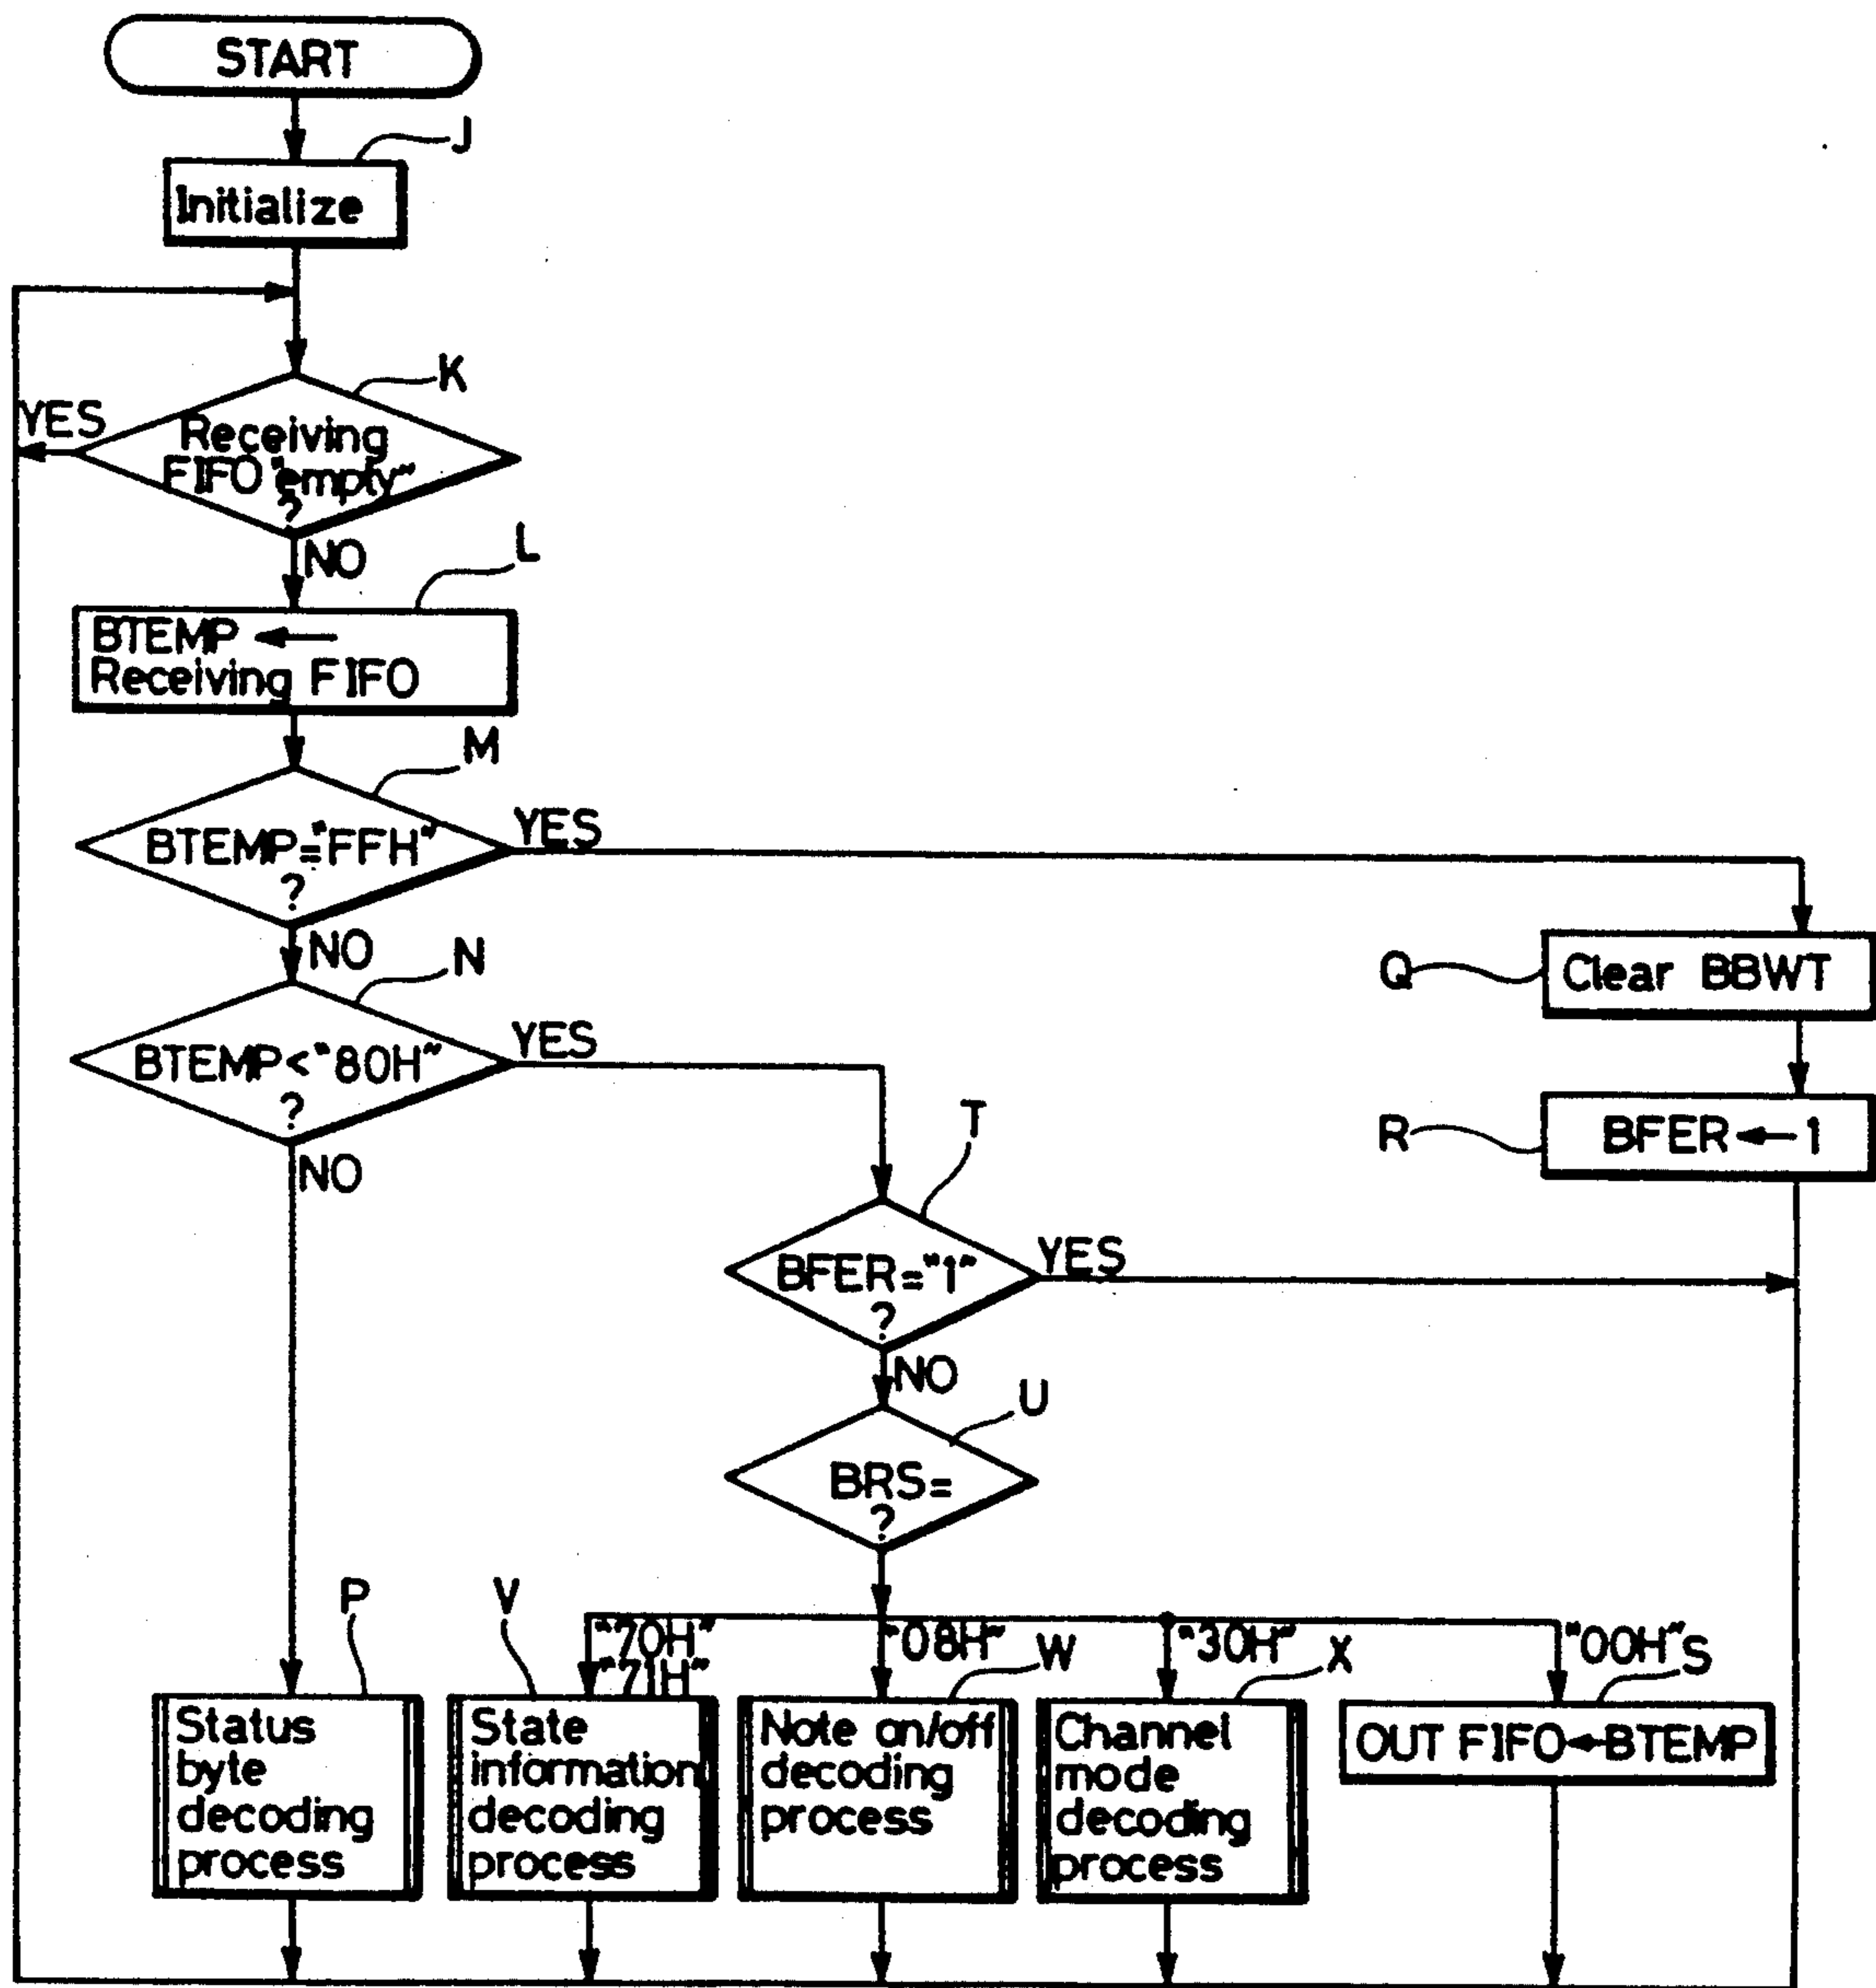 START
J
Initialize
K
YES
Receiving
FIFO "empty"
?
NO
L
BTEMP ←
Receiving FIFO
M
BTEMP="FFH"
?
YES
NO
N
BTEMP<"80H"
?
YES
NO
Q
Clear BBWT
R
BFER←1
T
BFER="1"
?
YES
NO
U
BRS=
?
P
V
"70H"
"71H"
"08H"
W
"30H"
X
"00H"
S
Status
byte
decoding
process
State
information
decoding
process
Note on/off
decoding
process
Channel
mode
decoding
process
OUT FIFO←BTEMP